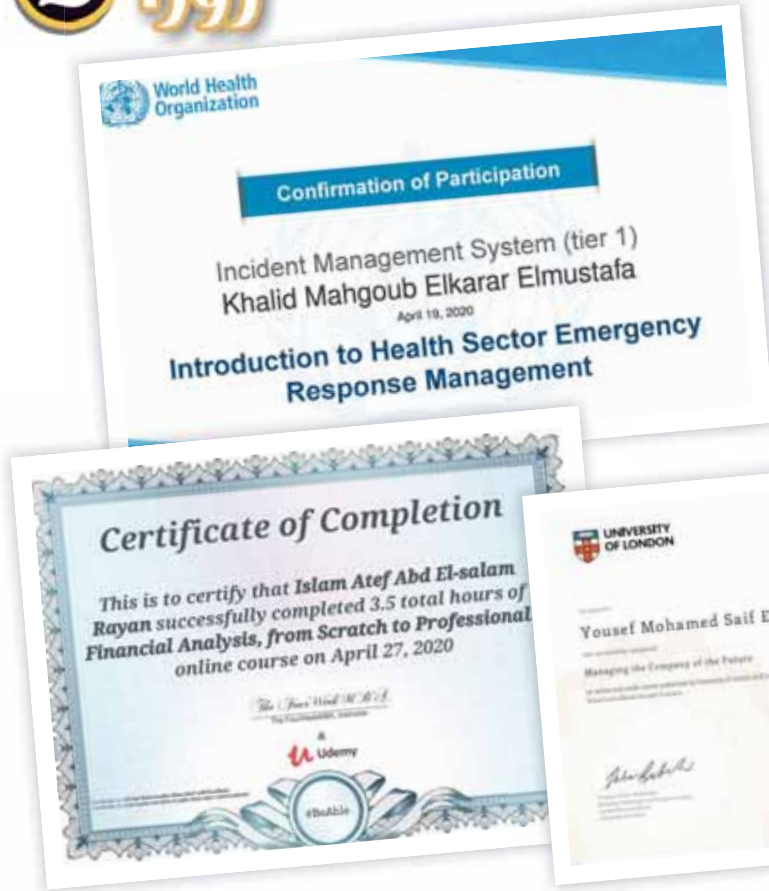 World Health
Organization
Confirmation of Participation
Incident Management System (tier 1)
Khalid Mahgoub Elkarar Elmustafa
April 19, 2020
Introduction to Health Sector Emergency
Response Management
Certificate of Completion
This is to certify that Islam Atef Abd El-salam
Rayan successfully completed 3.5 total hours of
Financial Analysis, from Scratch to Professional
online course on April 27, 2020
&
Udemy
#BeAble
UNIVERSITY
OF LONDON
Yousef Mohamed Saif E
Managing the Company of the Future